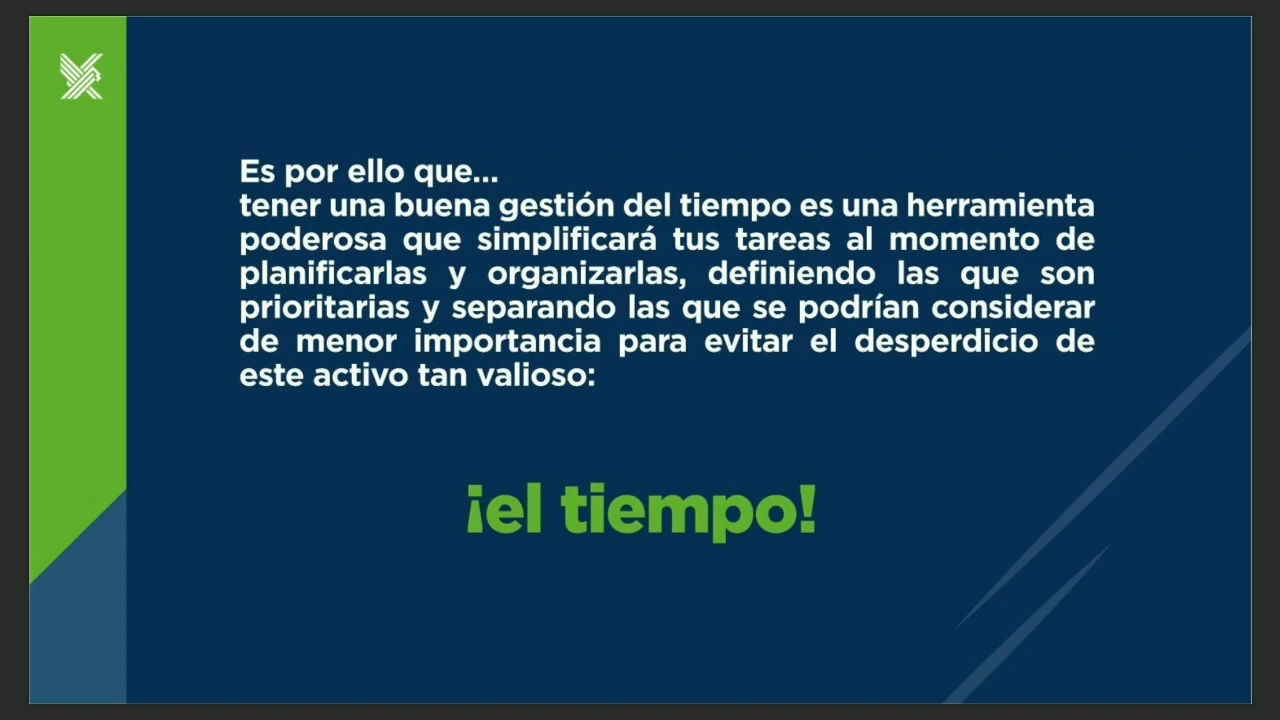 Es por ello que...
tener una buena gestión del tiempo es una herramienta
poderosa que simplificará tus tareas al momento de
planificarlas y organizarlas, definiendo las que son
prioritarias y separando las que se podrían considerar
de menor importancia para evitar el desperdicio de
este activo tan valioso:
¡el tiempo!